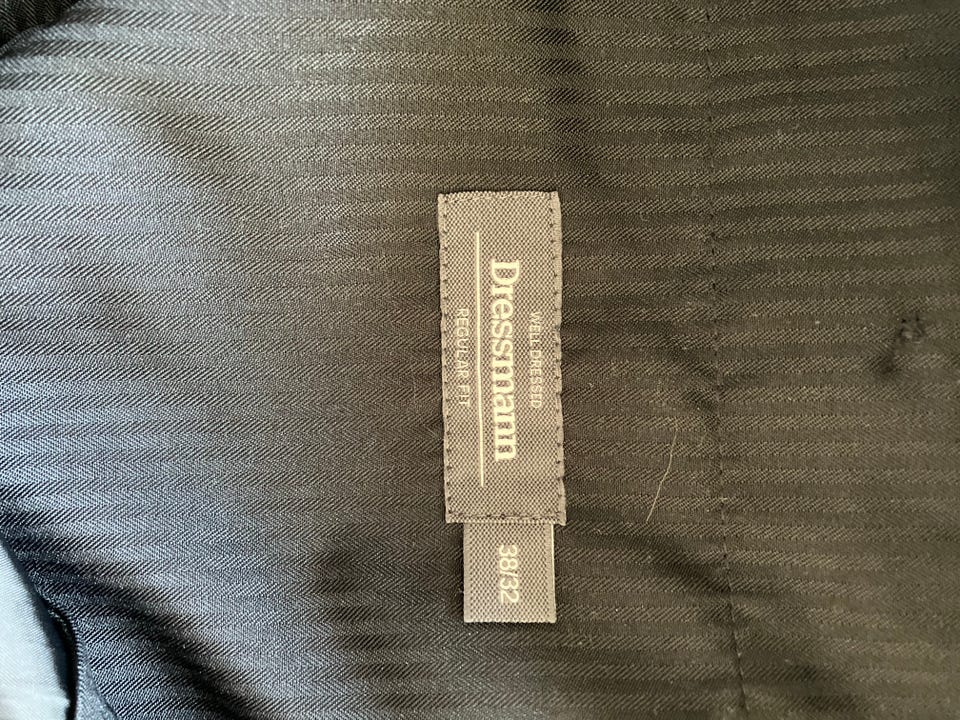 WELL DRESSED
Dressmann
REGULAR FIT
38/32